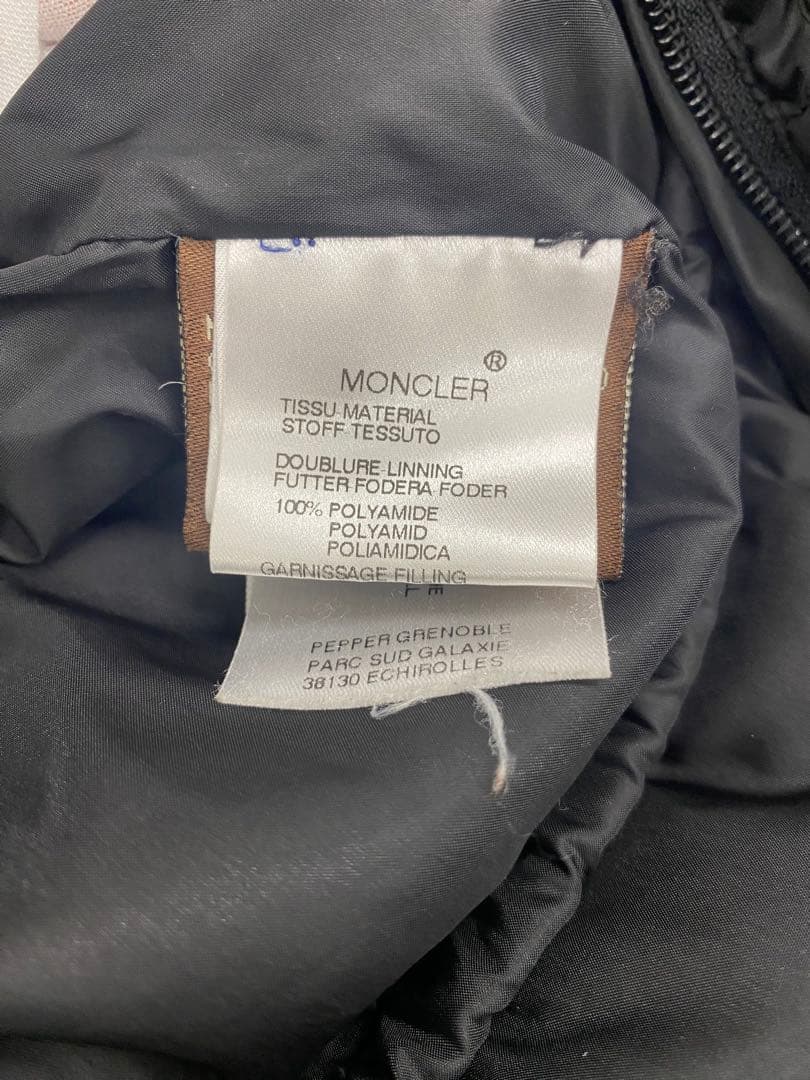 MONCLER®
TISSU MATERIAL
STOFF TESSUTO
DOUBLURE LINNING
FUTTER FODERA FODER
100% POLYAMIDE
POLYAMID
POLIAMIDICA
GARNISSAGE FILLING
PEPPER GRENOBLE
PARC SUD GALAXIE
38130 ECHIROLLES